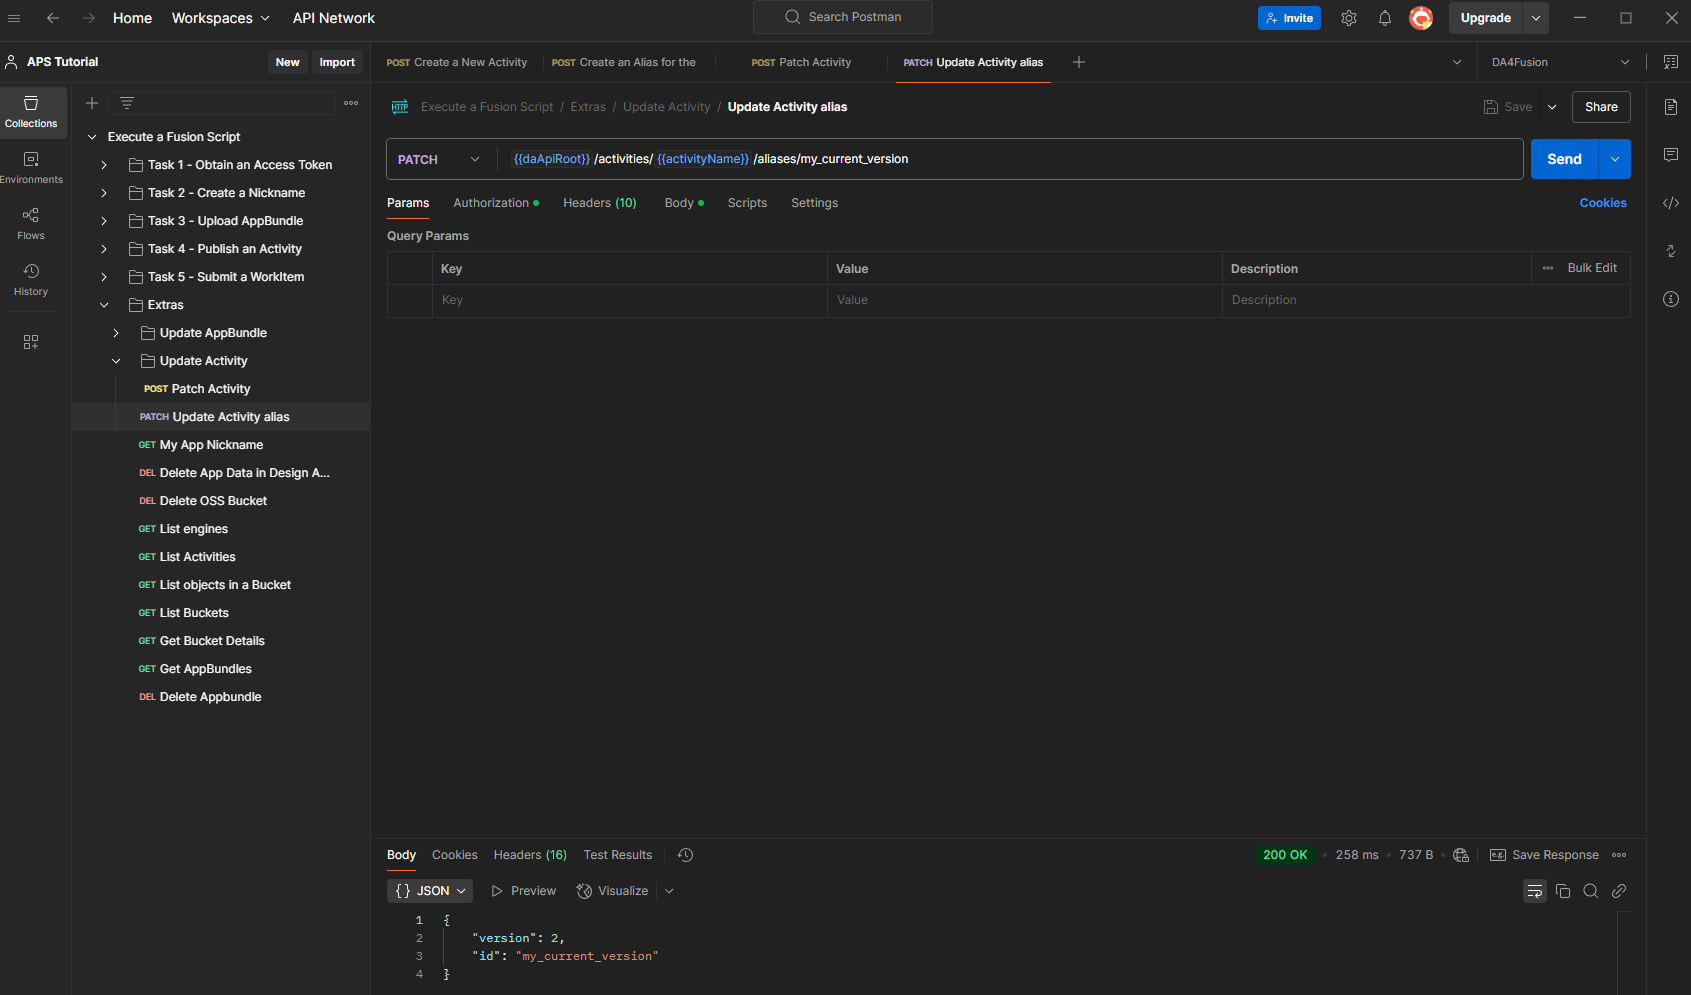 Home Workspaces API Network Search Postman Invite Upgrade
APS Tutorial New Import POST Create a New Activity POST Create an Alias for the POST Patch Activity PATCH Update Activity alias DA4Fusion
Collections
Environments
Flows
History
Execute a Fusion Script
Task 1 - Obtain an Access Token
Task 2 - Create a Nickname
Task 3 - Upload AppBundle
Task 4 - Publish an Activity
Task 5 - Submit a WorkItem
Extras
Update AppBundle
Update Activity
POST Patch Activity
PATCH Update Activity alias
GET My App Nickname
DEL Delete App Data in Design A...
DEL Delete OSS Bucket
GET List engines
GET List Activities
GET List objects in a Bucket
GET List Buckets
GET Get Bucket Details
GET Get AppBundles
DEL Delete Appbundle
HTTP Execute a Fusion Script / Extras / Update Activity / Update Activity alias Save Share
PATCH {{daApiRoot}} /activities/ {{activityName}} /aliases/my_current_version Send
Params Authorization Headers (10) Body Scripts Settings Cookies
Query Params
Key Value Description Bulk Edit
Key Value Description
Body Cookies Headers (16) Test Results 200 OK 258 ms 737 B e.g. Save Response
{} JSON Preview Visualize
1 {
2 "version": 2,
3 "id": "my_current_version"
4 }